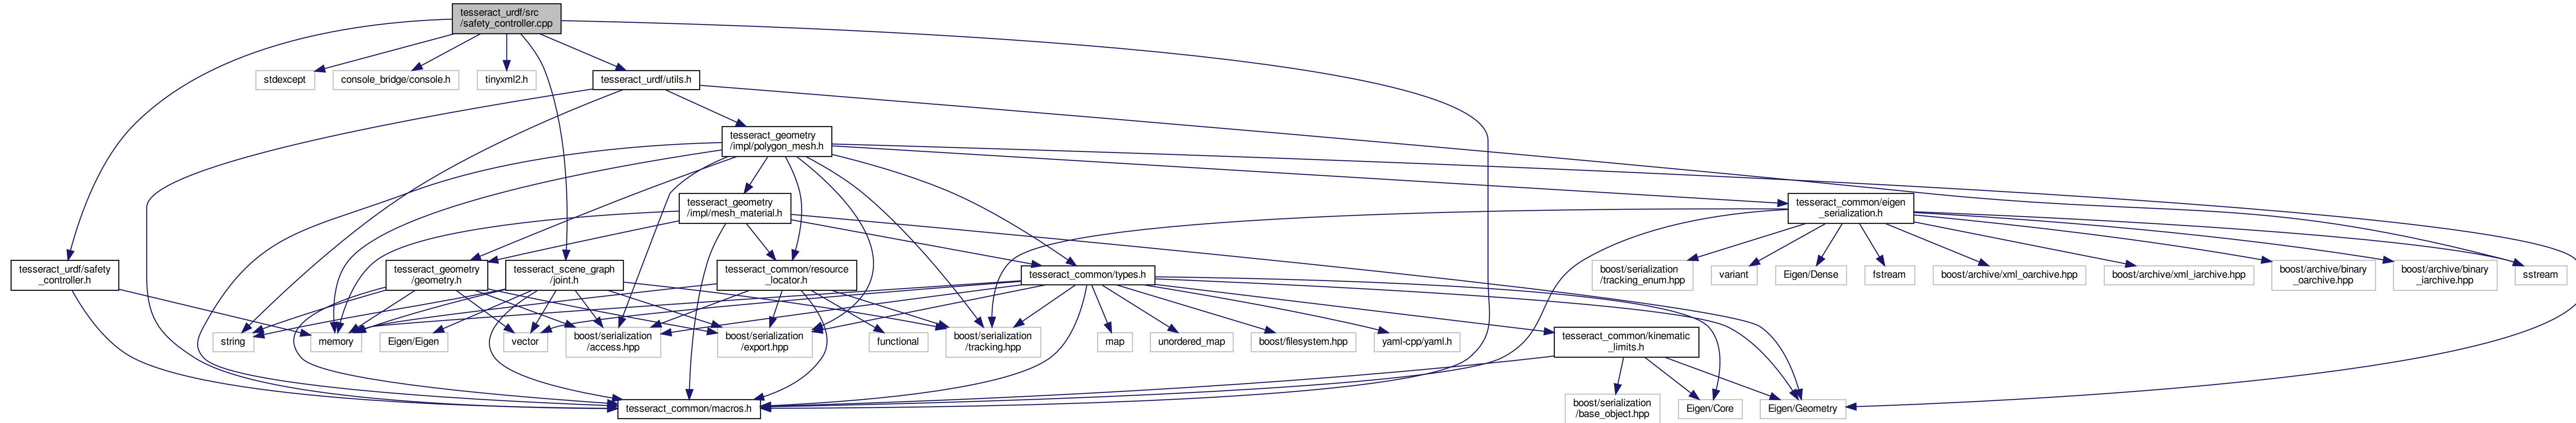 tesseract_urdf/src
/safety_controller.cpp
stdexcept
console_bridge/console.h
tinyxml2.h
tesseract_urdf/utils.h
tesseract_geometry
/impl/polygon_mesh.h
tesseract_geometry
/impl/mesh_material.h
tesseract_common/eigen
_serialization.h
tesseract_urdf/safety
_controller.h
tesseract_geometry
/geometry.h
tesseract_scene_graph
/joint.h
tesseract_common/resource
_locator.h
tesseract_common/types.h
boost/serialization
/tracking_enum.hpp
variant
Eigen/Dense
fstream
boost/archive/xml_oarchive.hpp
boost/archive/xml_iarchive.hpp
boost/archive/binary
_oarchive.hpp
boost/archive/binary
_iarchive.hpp
sstream
string
memory
Eigen/Eigen
vector
boost/serialization
/access.hpp
boost/serialization
/export.hpp
functional
boost/serialization
/tracking.hpp
map
unordered_map
boost/filesystem.hpp
yaml-cpp/yaml.h
tesseract_common/kinematic
_limits.h
tesseract_common/macros.h
boost/serialization
/base_object.hpp
Eigen/Core
Eigen/Geometry